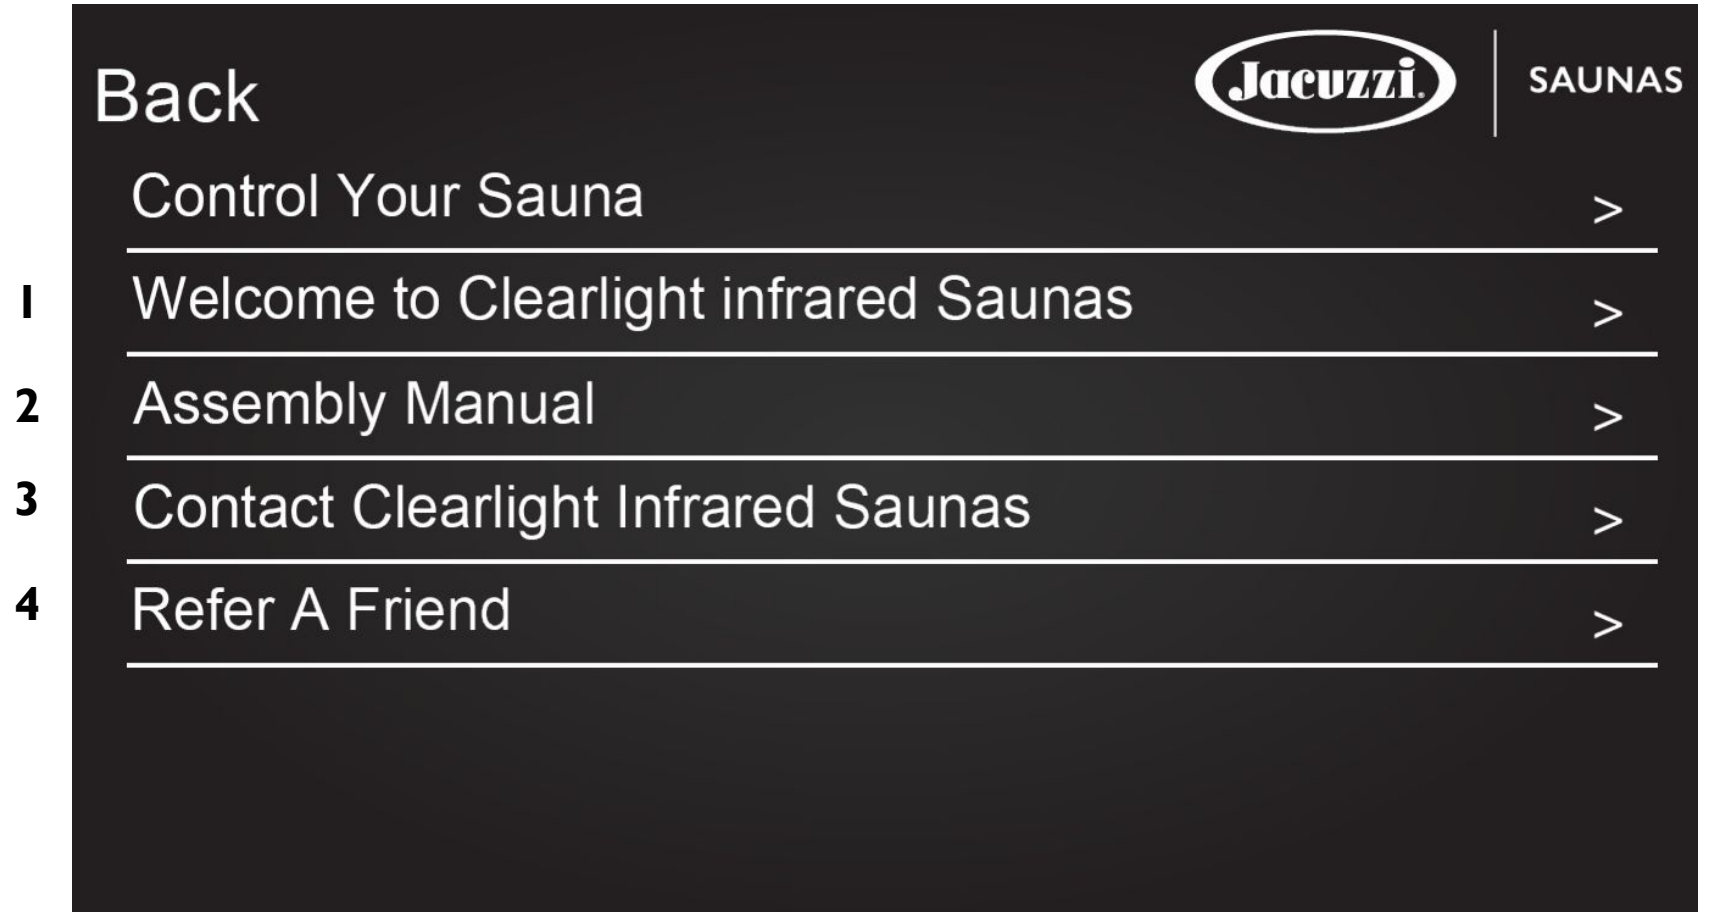 Back
Jacuzzi® | SAUNAS
Control Your Sauna >
1 Welcome to Clearlight infrared Saunas >
2 Assembly Manual >
3 Contact Clearlight Infrared Saunas >
4 Refer A Friend >